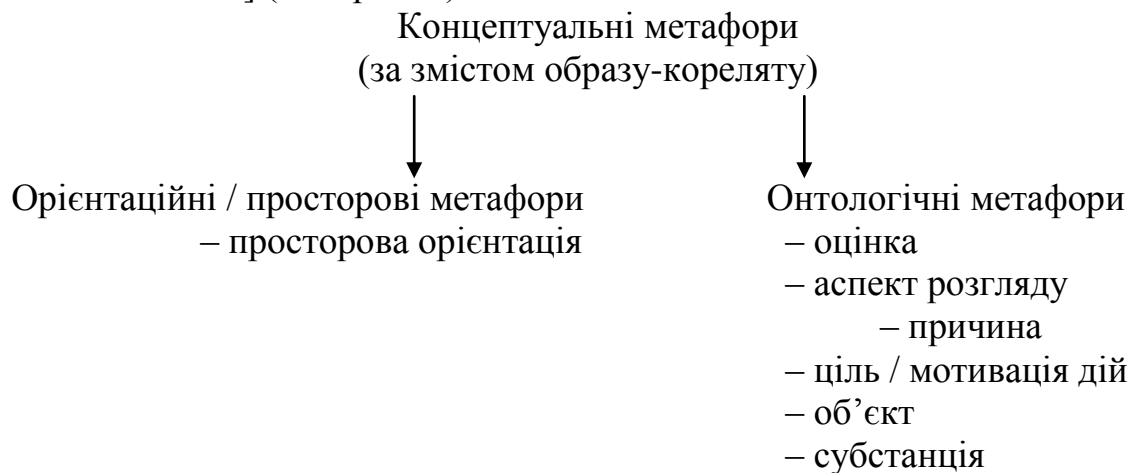 Концептуальні метафори
(за змістом образу-кореляту)
Орієнтаційні / просторові метафори
– просторова орієнтація
Онтологічні метафори
– оцінка
– аспект розгляду
– причина
– ціль / мотивація дій
– об’єкт
– субстанція